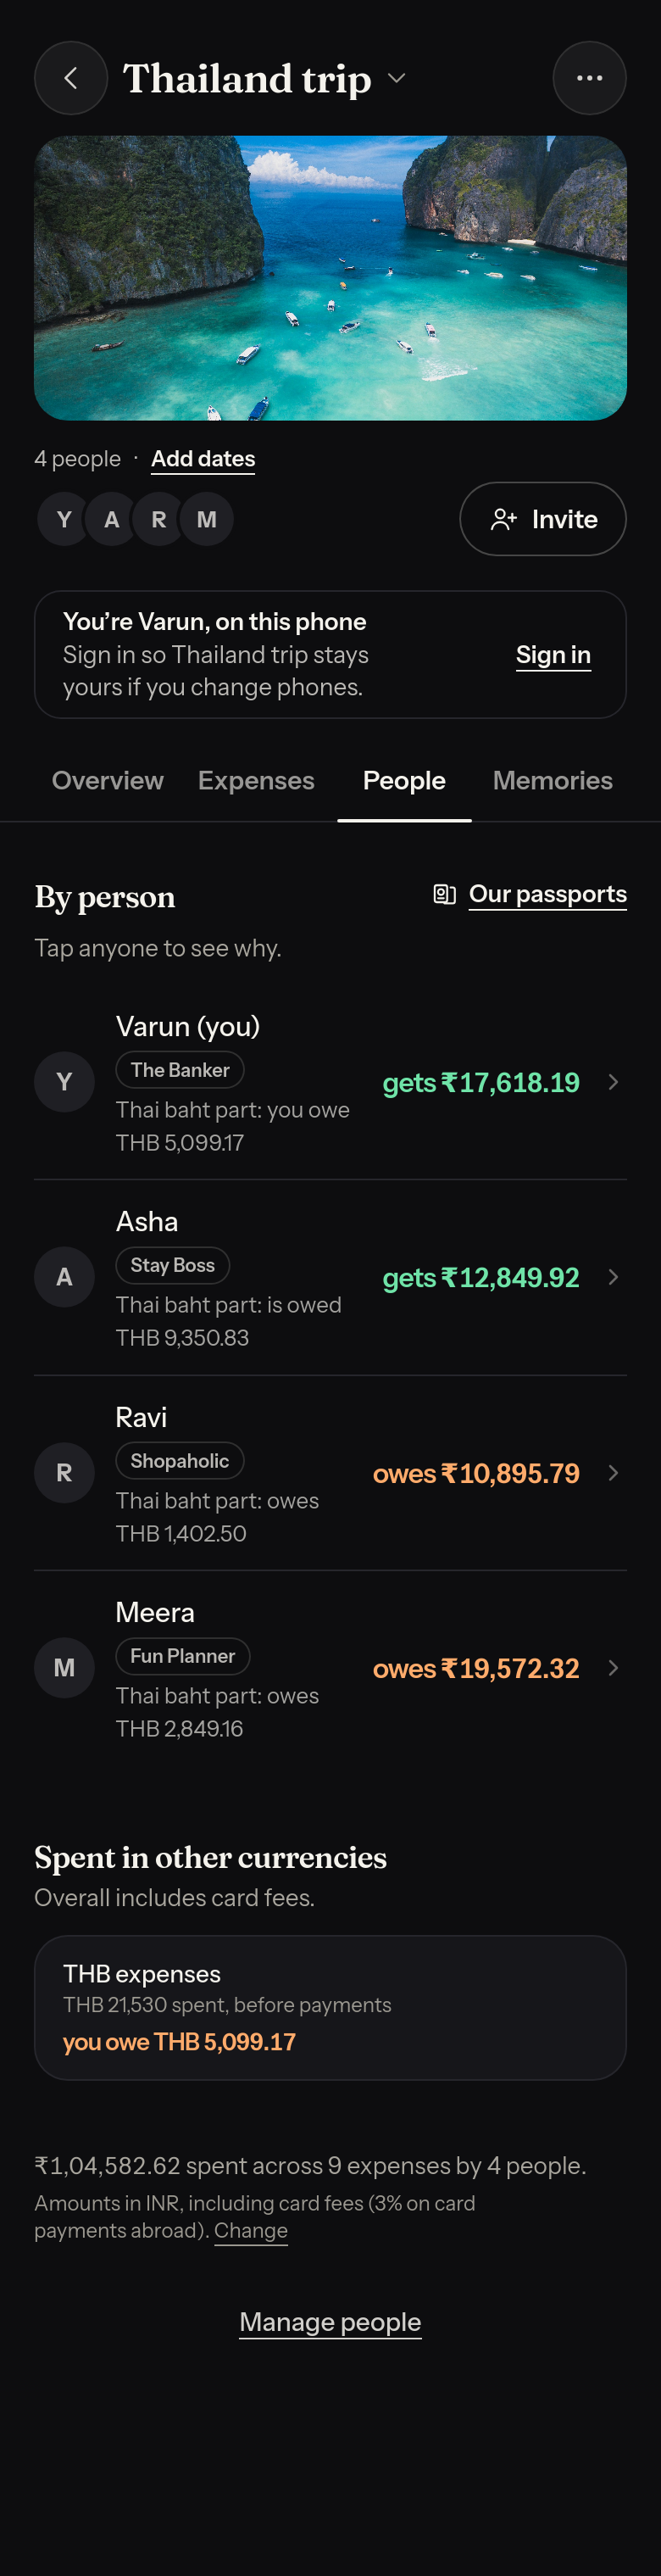 Thailand trip
4 people · Add dates
Y A R M
Invite
You’re Varun, on this phone
Sign in so Thailand trip stays
yours if you change phones.
Sign in
Overview Expenses People Memories
By person
Our passports
Tap anyone to see why.
Y
Varun (you)
The Banker
Thai baht part: you owe
THB 5,099.17
gets ₹17,618.19
A
Asha
Stay Boss
Thai baht part: is owed
THB 9,350.83
gets ₹12,849.92
R
Ravi
Shopaholic
Thai baht part: owes
THB 1,402.50
owes ₹10,895.79
M
Meera
Fun Planner
Thai baht part: owes
THB 2,849.16
owes ₹19,572.32
Spent in other currencies
Overall includes card fees.
THB expenses
THB 21,530 spent, before payments
you owe THB 5,099.17
₹1,04,582.62 spent across 9 expenses by 4 people.
Amounts in INR, including card fees (3% on card
payments abroad). Change
Manage people